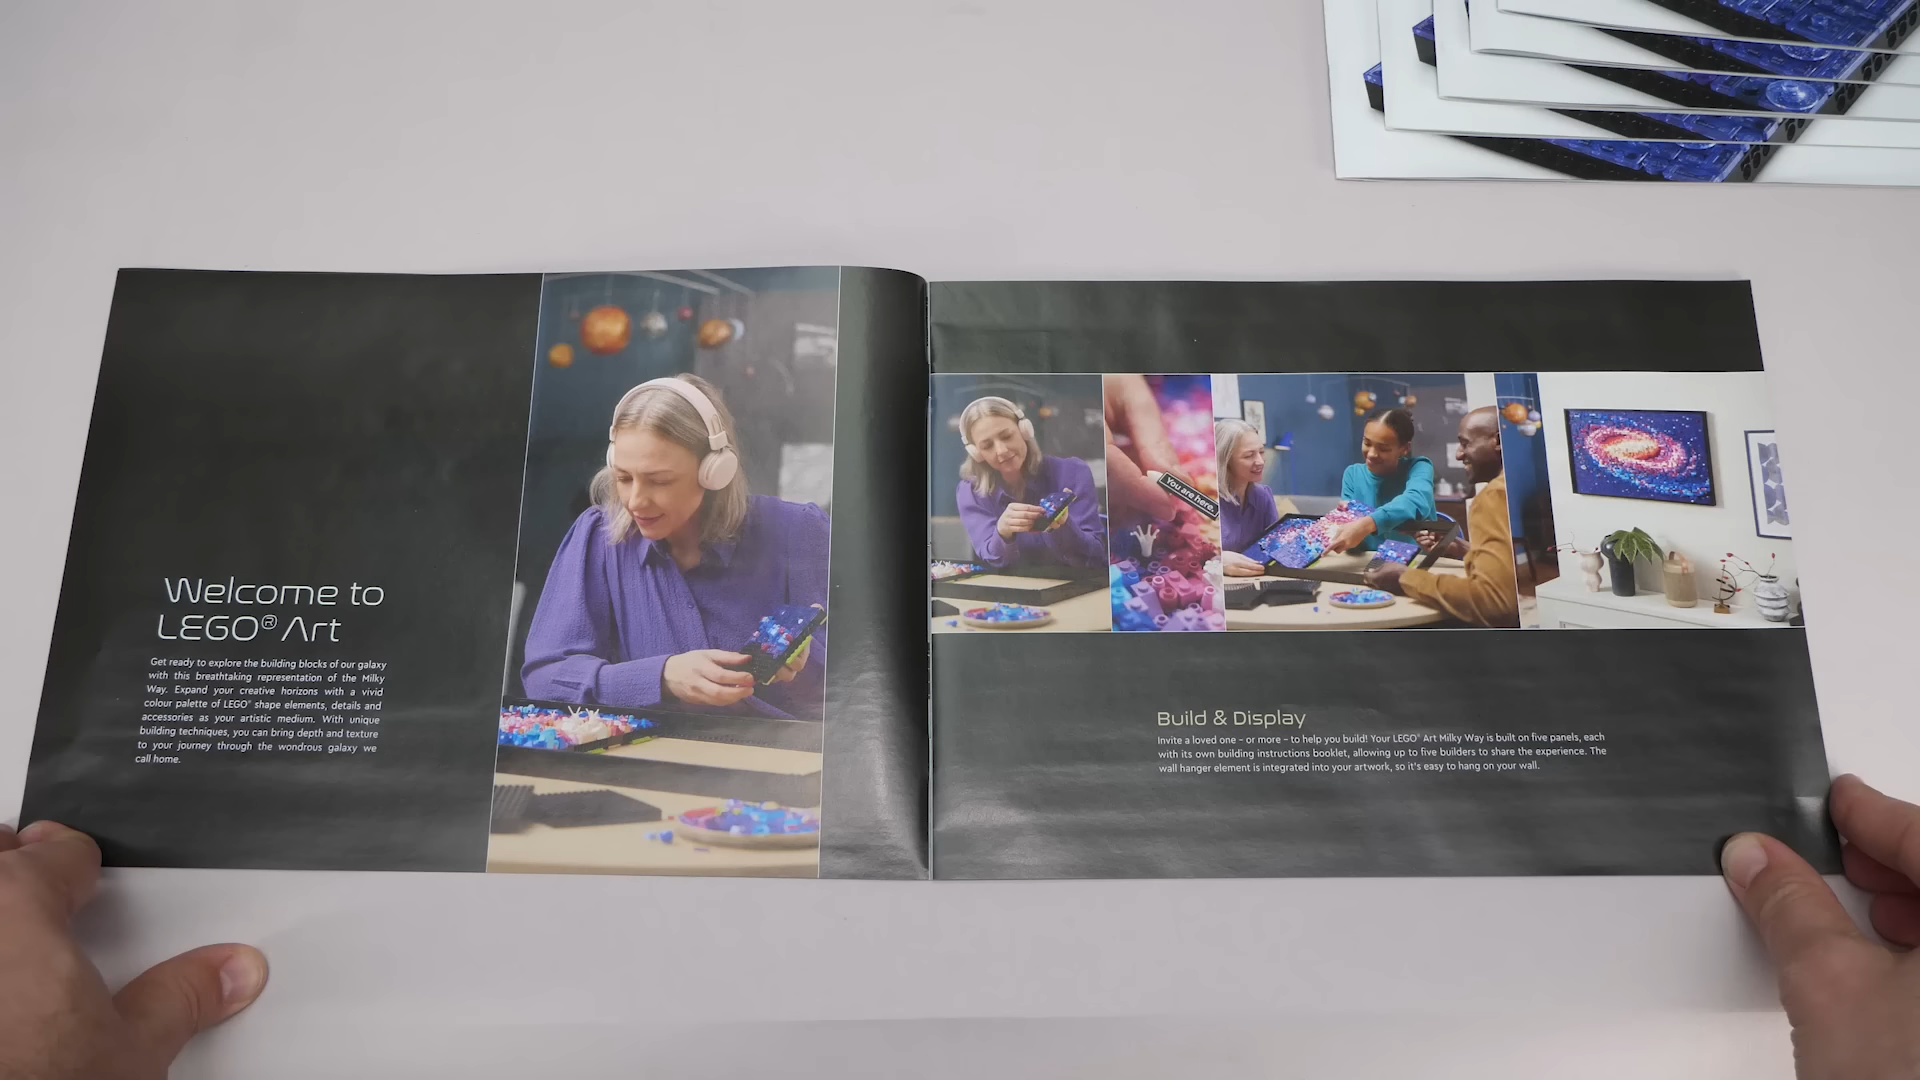 Welcome to
LEGO® Art
Get ready to explore the building blocks of our galaxy
with this breathtaking representation of the Milky
Way. Expand your creative horizons with a vivid
colour palette of LEGO® shape elements, details and
accessories as your artistic medium. With unique
building techniques, you can bring depth and texture
to your journey through the wondrous galaxy we
call home.
You are here.
Build & Display
Invite a loved one – or more – to help you build! Your LEGO® Art Milky Way is built on five panels, each
with its own building instructions booklet, allowing up to five builders to share the experience. The
wall hanger element is integrated into your artwork, so it's easy to hang on your wall.